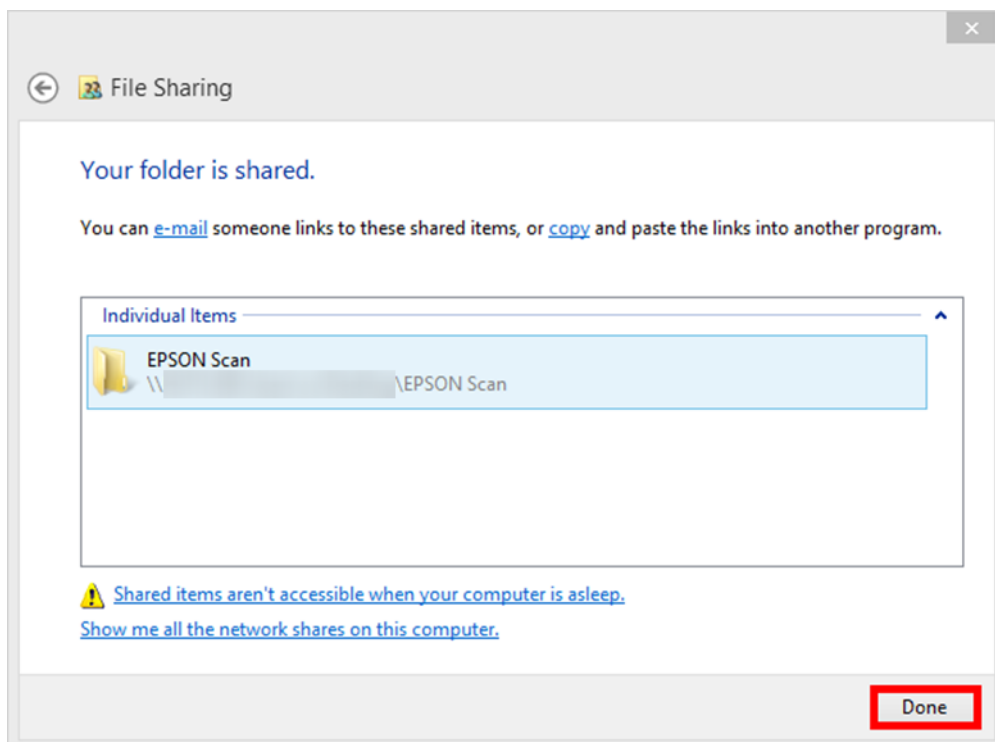 File Sharing
Your folder is shared.
You can e-mail someone links to these shared items, or copy and paste the links into another program.
Individual Items
EPSON Scan
\\ \EPSON Scan
Shared items aren't accessible when your computer is asleep.
Show me all the network shares on this computer.
Done